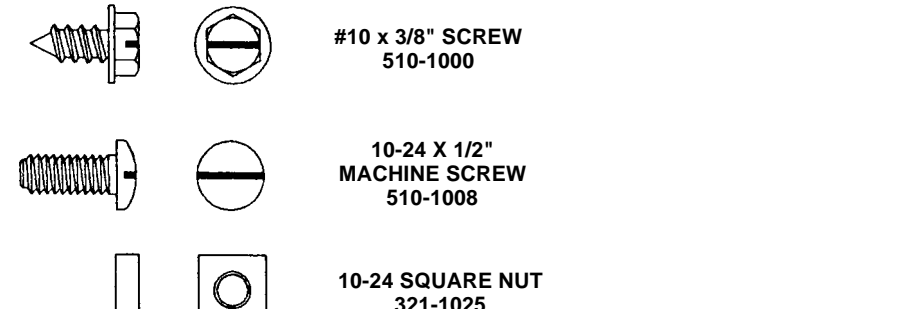 #10 x 3/8" SCREW
510-1000
10-24 X 1/2"
MACHINE SCREW
510-1008
10-24 SQUARE NUT
321-1025